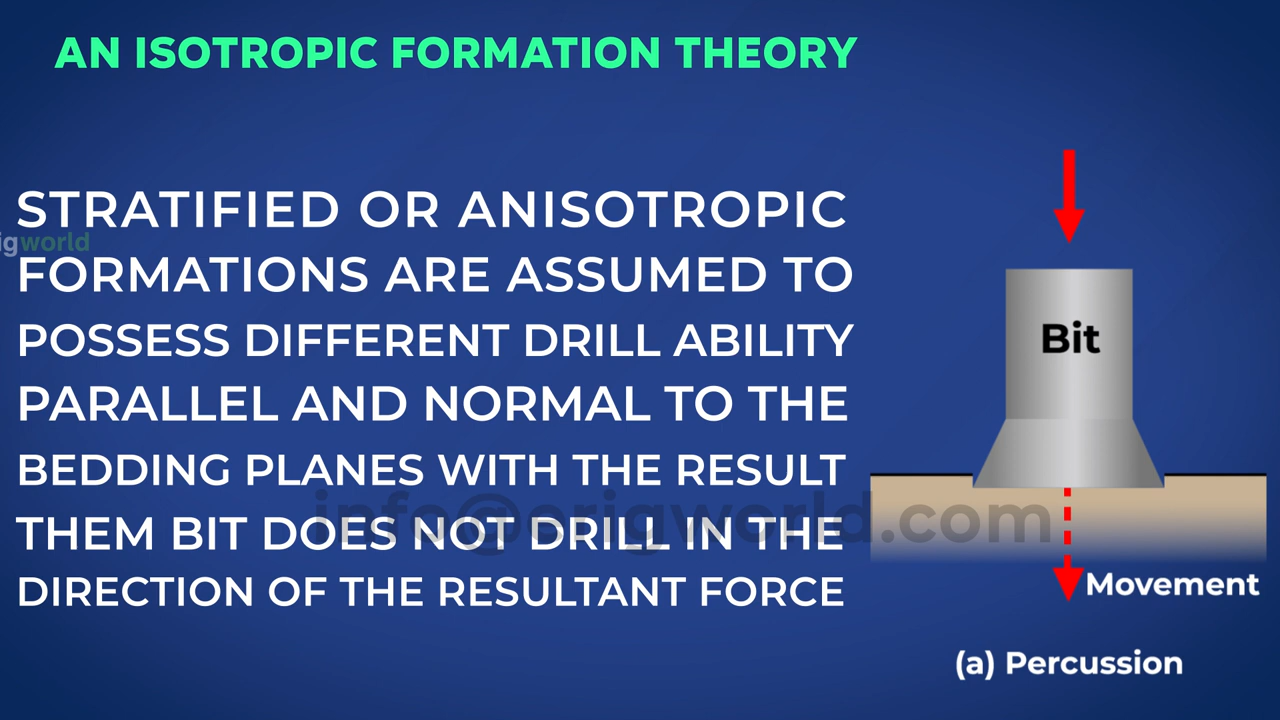 AN ISOTROPIC FORMATION THEORY
STRATIFIED OR ANISOTROPIC
igworld
FORMATIONS ARE ASSUMED TO
POSSESS DIFFERENT DRILL ABILITY
PARALLEL AND NORMAL TO THE
BEDDING PLANES WITH THE RESULT
info@origworld.com
THEM BIT DOES NOT DRILL IN THE
DIRECTION OF THE RESULTANT FORCE
Bit
Movement
(a) Percussion